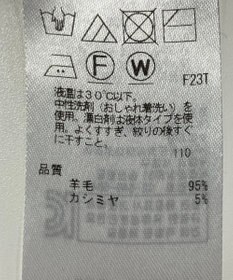 F W
F23T
液温は30℃以下。
中性洗剤(おしゃれ着洗い)を
使用。漂白剤は液体タイプを使
用。よくすすぎ、絞りの後すぐ
に干すこと。
110
品質
羊毛 95%
カシミヤ 5%